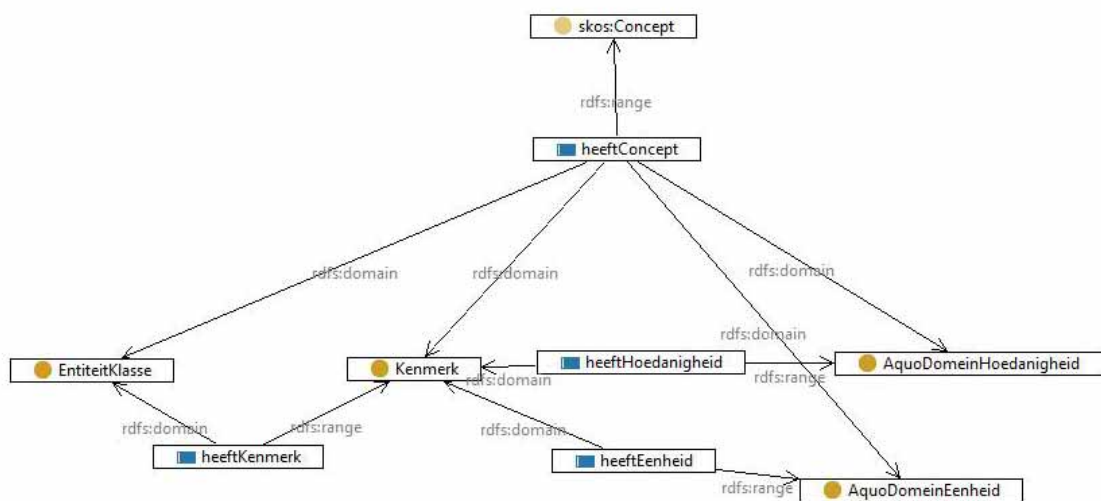 skos:Concept
rdfs:range
heeftConcept
rdfs:domain
rdfs:domain
rdfs:domain
rdfs:domain
EntiteitKlasse
Kenmerk
heeftHoedanigheid
AquoDomeinHoedanigheid
rdfs:domain
rdfs:range
rdfs:domain
rdfs:range
rdfs:domain
heeftKenmerk
heeftEenheid
rdfs:range
AquoDomeinEenheid